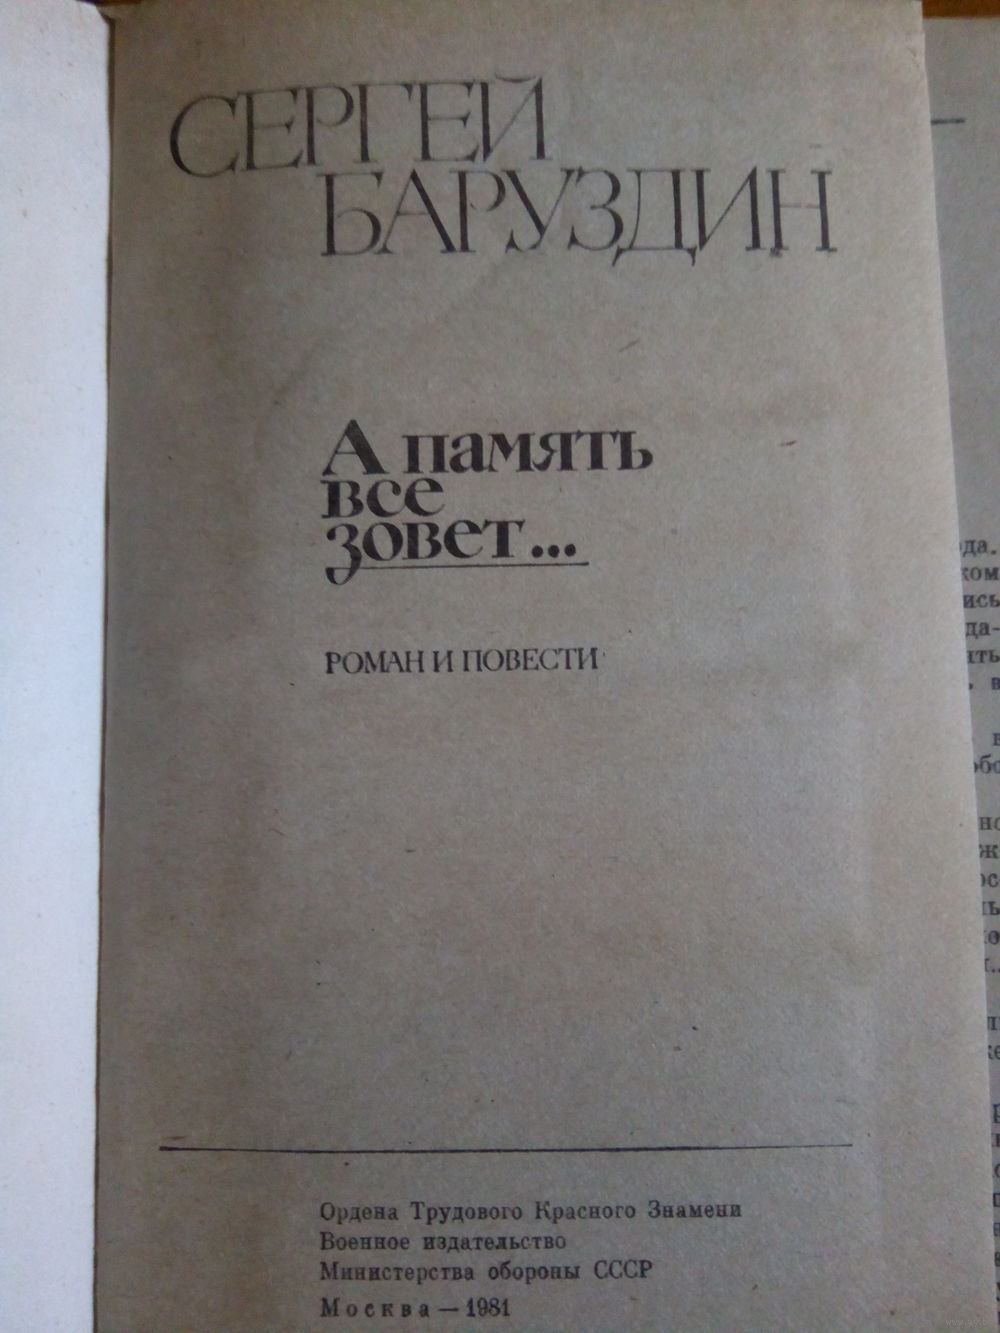 СЕРГЕЙ
БАРУЗДИН
А память
все
зовет...
РОМАН И ПОВЕСТИ
Ордена Трудового Красного Знамени
Военное издательство
Министерства обороны СССР
Москва — 1981